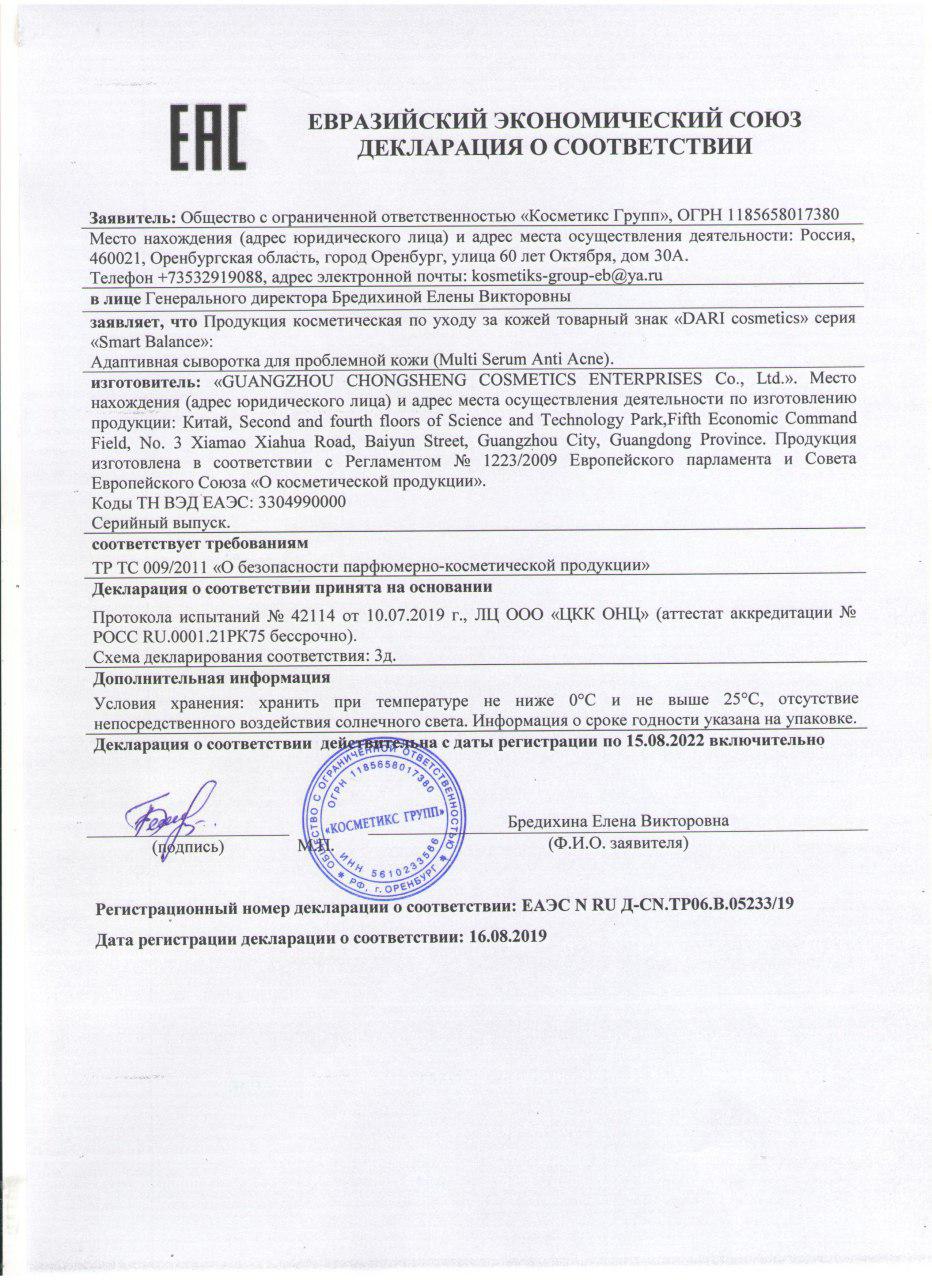 ЕАС
ЕВРАЗИЙСКИЙ ЭКОНОМИЧЕСКИЙ СОЮЗ
ДЕКЛАРАЦИЯ О СООТВЕТСТВИИ
Заявитель: Общество с ограниченной ответственностью «Косметикс Групп», ОГРН 1185658017380
Место нахождения (адрес юридического лица) и адрес места осуществления деятельности: Россия,
460021, Оренбургская область, город Оренбург, улица 60 лет Октября, дом 30А.
Телефон +73532919088, адрес электронной почты: kosmetiks-group-eb@ya.ru
в лице Генерального директора Бредихиной Елены Викторовны
заявляет, что Продукция косметическая по уходу за кожей товарный знак «DARI cosmetics» серия
«Smart Balance»:
Адаптивная сыворотка для проблемной кожи (Multi Serum Anti Acne).
изготовитель: «GUANGZHOU CHONGSHENG COSMETICS ENTERPRISES Co., Ltd.». Место
нахождения (адрес юридического лица) и адрес места осуществления деятельности по изготовлению
продукции: Китай, Second and fourth floors of Science and Technology Park,Fifth Economic Command
Field, No. 3 Xiamao Xiahua Road, Baiyun Street, Guangzhou City, Guangdong Province. Продукция
изготовлена в соответствии с Регламентом № 1223/2009 Европейского парламента и Совета
Европейского Союза «О косметической продукции».
Коды ТН ВЭД ЕАЭС: 3304990000
Серийный выпуск.
соответствует требованиям
ТР ТС 009/2011 «О безопасности парфюмерно-косметической продукции»
Декларация о соответствии принята на основании
Протокола испытаний № 42114 от 10.07.2019 г., ЛЦ ООО «ЦКК ОНЦ» (аттестат аккредитации №
РОСС RU.0001.21РК75 бессрочно).
Схема декларирования соответствия: 3д.
Дополнительная информация
Условия хранения: хранить при температуре не ниже 0°С и не выше 25°С, отсутствие
непосредственного воздействия солнечного света. Информация о сроке годности указана на упаковке.
Декларация о соответствии действительна с даты регистрации по 15.08.2022 включительно
ОБЩЕСТВО С ОГРАНИЧЕННОЙ ОТВЕТСТВЕННОСТЬЮ
ОГРН 1185658017380
«КОСМЕТИКС ГРУПП»
ИНН 5610233566
РФ, г. ОРЕНБУРГ
Бредихина Елена Викторовна
(подпись) М.П. (Ф.И.О. заявителя)
Регистрационный номер декларации о соответствии: ЕАЭС N RU Д-CN.ТР06.В.05233/19
Дата регистрации декларации о соответствии: 16.08.2019